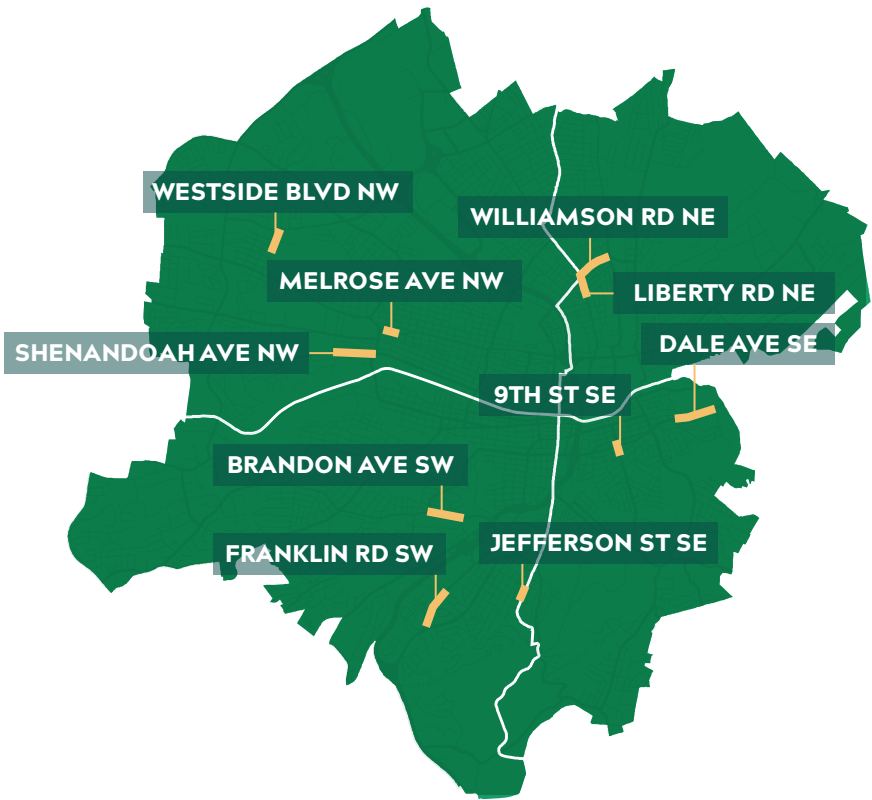 WESTSIDE BLVD NW
WILLIAMSON RD NE
MELROSE AVE NW
LIBERTY RD NE
SHENANDOAH AVE NW
DALE AVE SE
9TH ST SE
BRANDON AVE SW
FRANKLIN RD SW
JEFFERSON ST SE